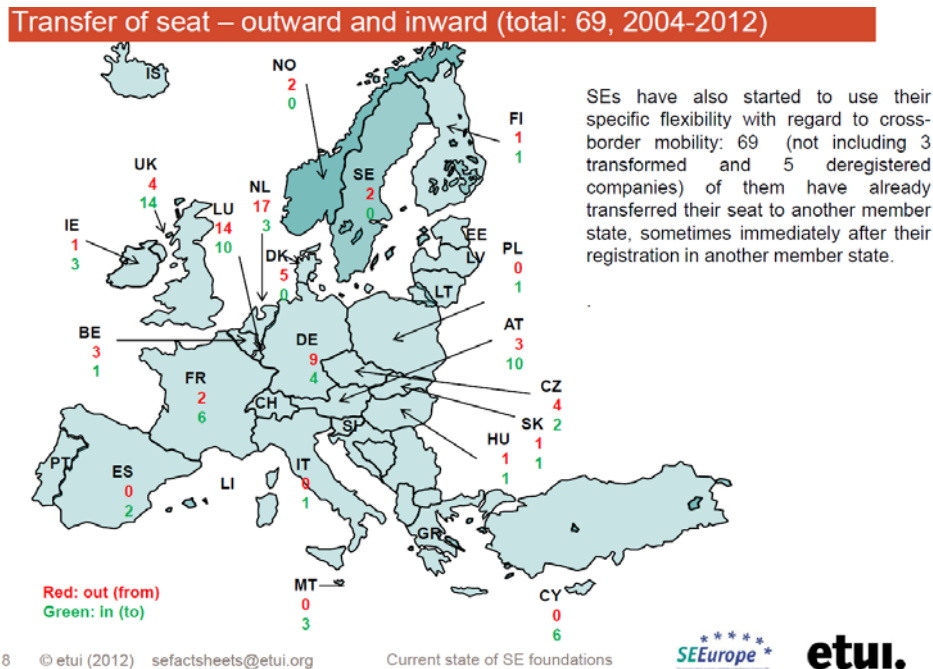 Transfer of seat – outward and inward (total: 69, 2004-2012)
IS
NO
2
0
FI
1
1
SE
2
0
UK
4
14
NL
17
3
LU
14
10
IE
1
3
DK
5
0
EE
LV
LT
PL
0
1
BE
3
1
DE
9
4
AT
3
10
FR
2
6
CH
CZ
4
2
SK
1
1
HU
1
1
SI
PT
ES
0
2
LI
IT
0
1
GR
MT
0
3
CY
0
6
SEs have also started to use their
specific flexibility with regard to cross-
border mobility: 69 (not including 3
transformed and 5 deregistered
companies) of them have already
transferred their seat to another member
state, sometimes immediately after their
registration in another member state.
.
Red: out (from)
Green: in (to)
8 © etui (2012) sefactsheets@etui.org Current state of SE foundations
SEEurope
etui.